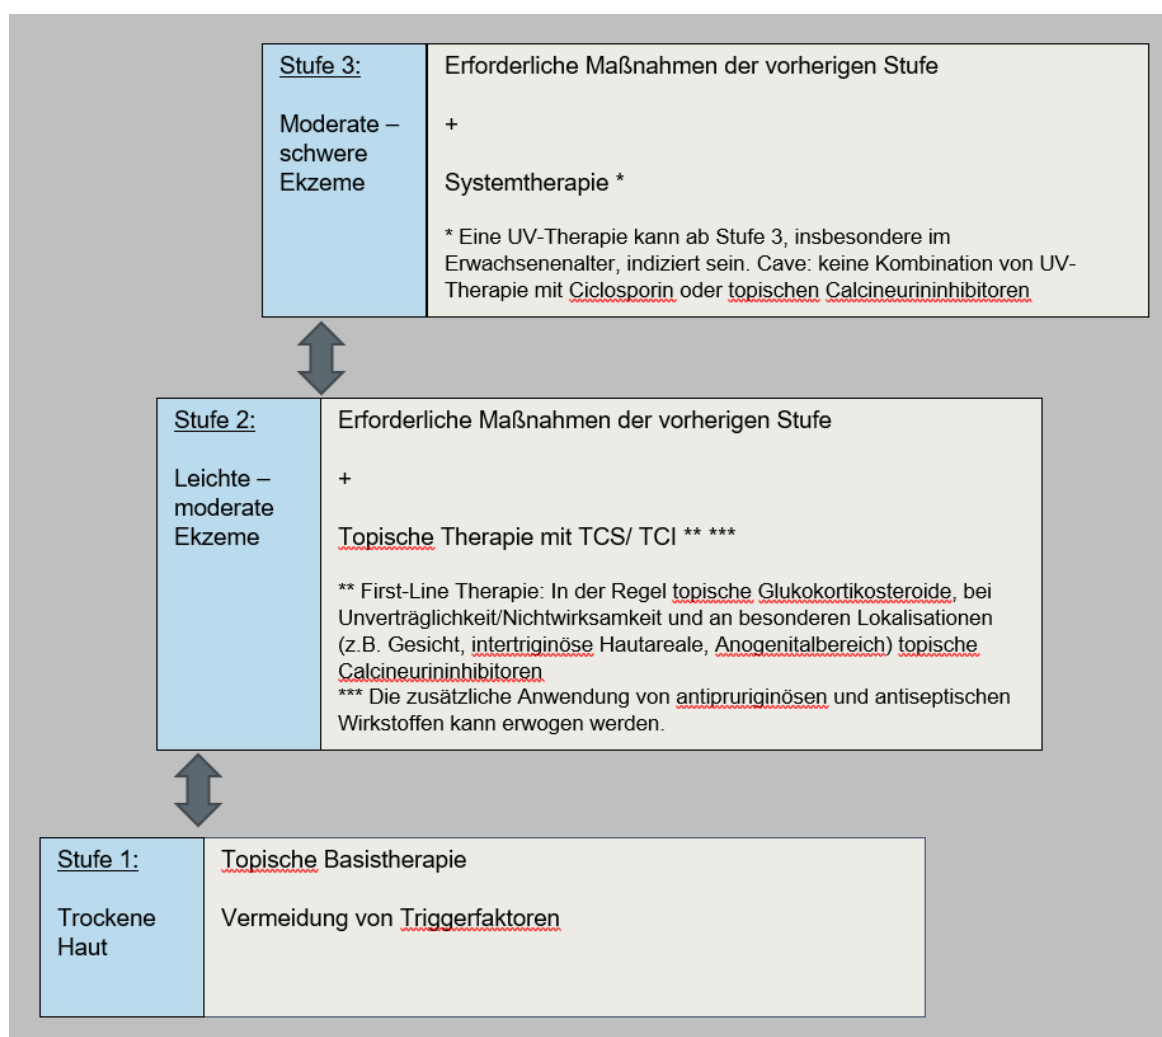 Stufe 3:
Moderate –
schwere
Ekzeme
Erforderliche Maßnahmen der vorherigen Stufe
+
Systemtherapie *
* Eine UV-Therapie kann ab Stufe 3, insbesondere im
Erwachsenenalter, indiziert sein. Cave: keine Kombination von UV-
Therapie mit Ciclosporin oder topischen Calcineurininhibitoren
Stufe 2:
Leichte –
moderate
Ekzeme
Erforderliche Maßnahmen der vorherigen Stufe
+
Topische Therapie mit TCS/ TCI ** ***
** First-Line Therapie: In der Regel topische Glukokortikosteroide, bei
Unverträglichkeit/Nichtwirksamkeit und an besonderen Lokalisationen
(z.B. Gesicht, intertriginöse Hautareale, Anogenitalbereich) topische
Calcineurininhibitoren
*** Die zusätzliche Anwendung von antipruriginösen und antiseptischen
Wirkstoffen kann erwogen werden.
Stufe 1:
Trockene
Haut
Topische Basistherapie
Vermeidung von Triggerfaktoren